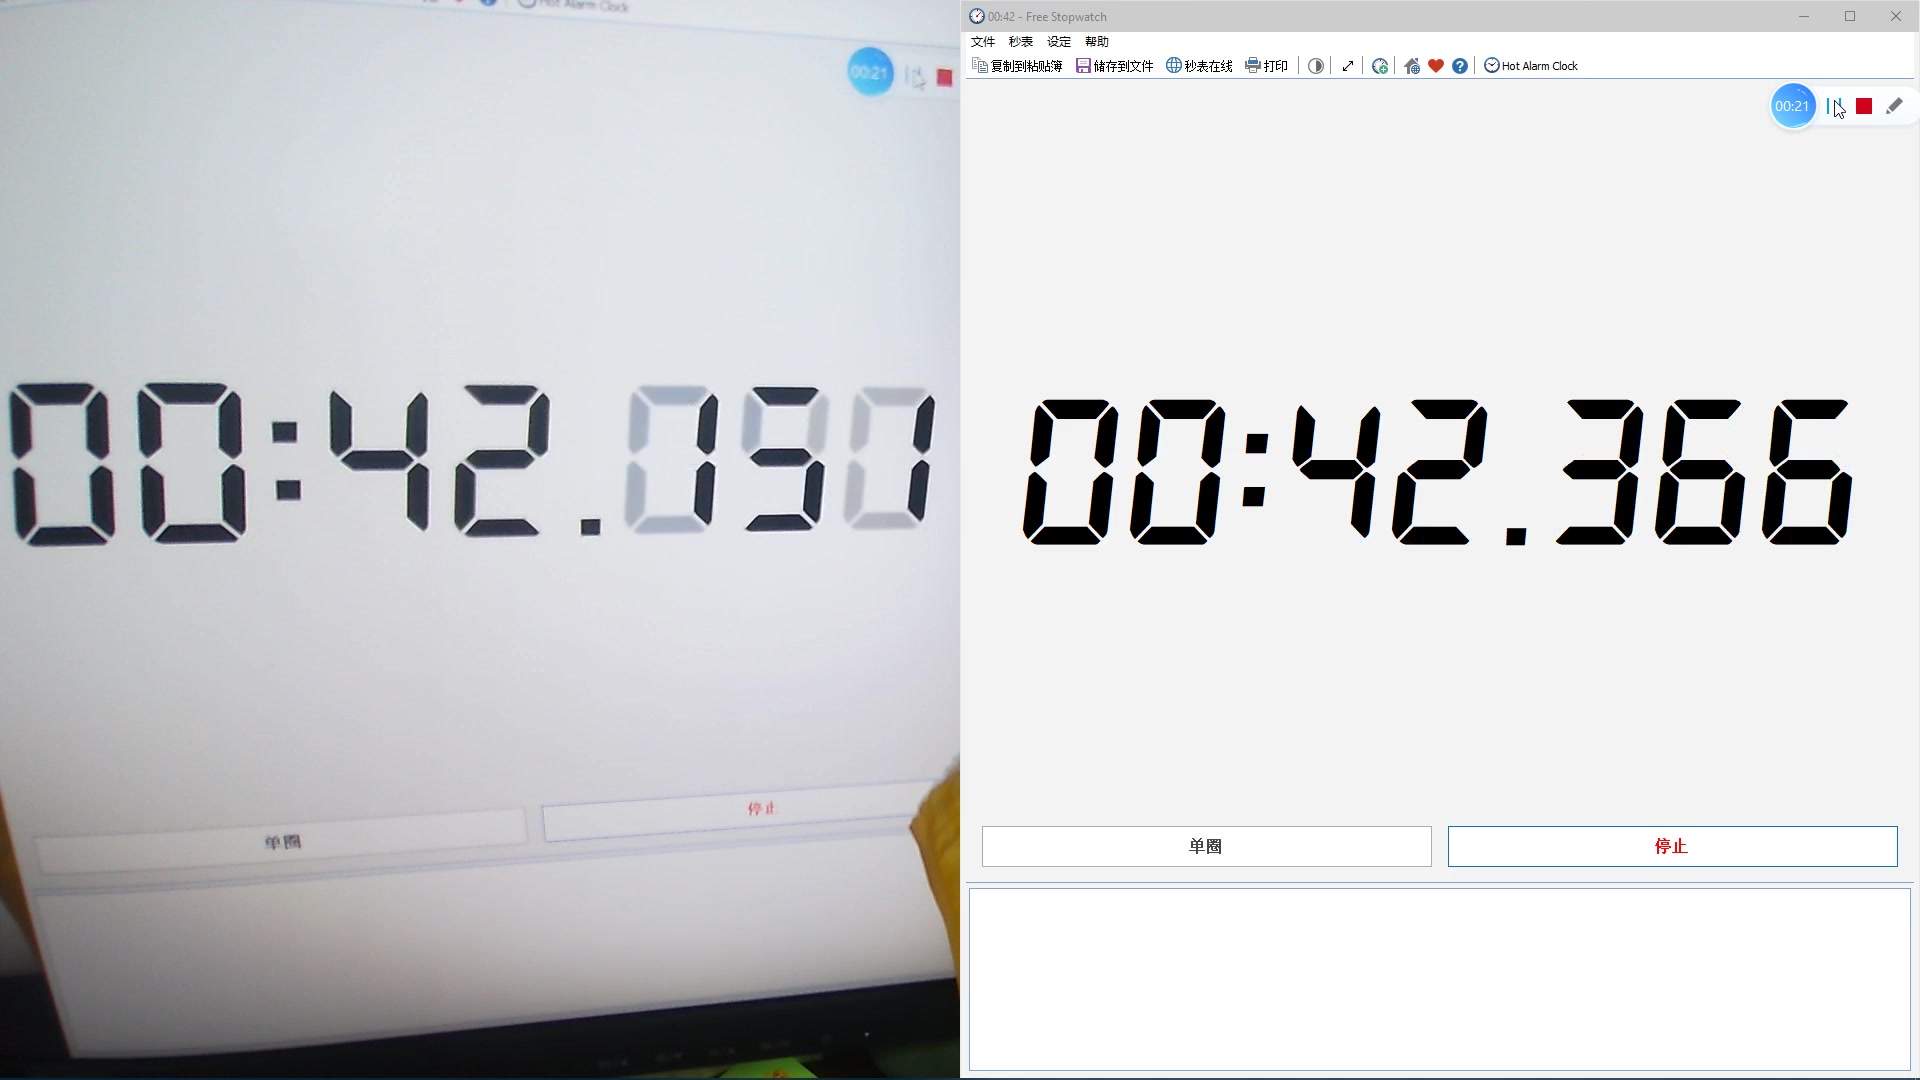 Hot Alarm Clock
00:21
00:42.151
单圈
停止
00:42 - Free Stopwatch
文件 秒表 设定 帮助
复制到粘贴簿 储存到文件 秒表在线 打印 Hot Alarm Clock
00:21
00:42.366
单圈
停止